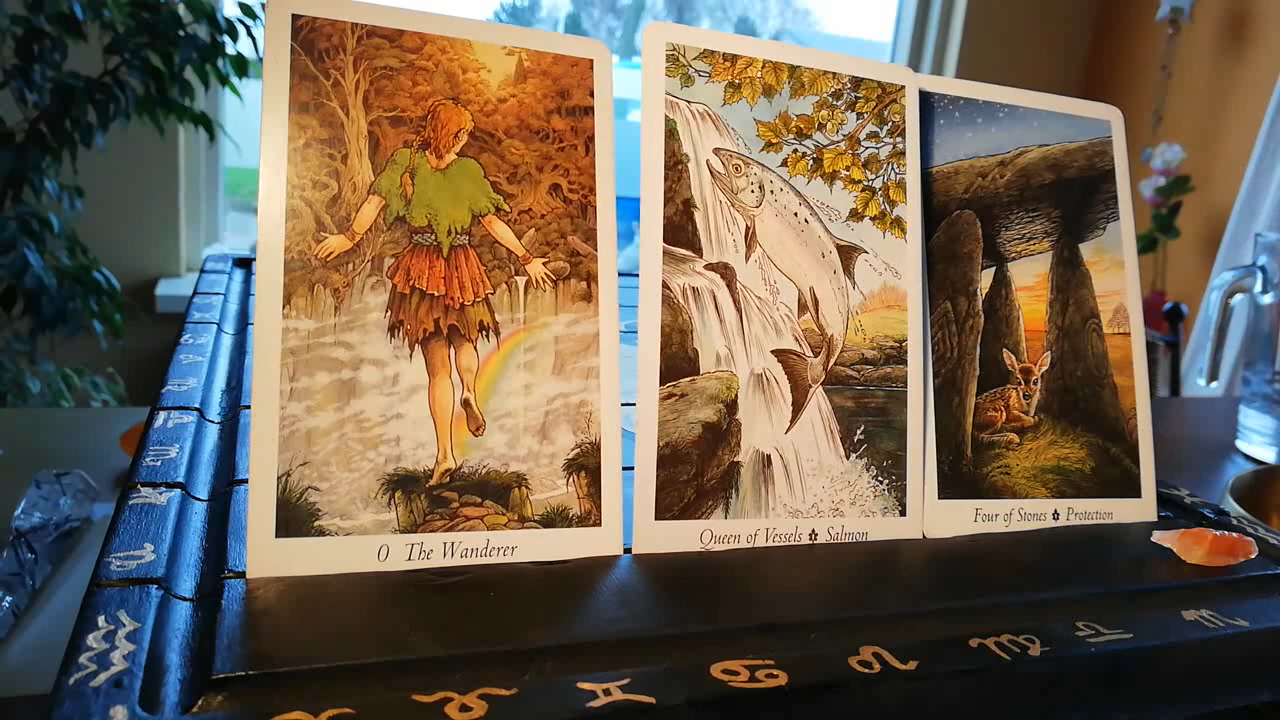 0 The Wanderer
Queen of Vessels ✽ Salmon
Four of Stones ✽ Protection